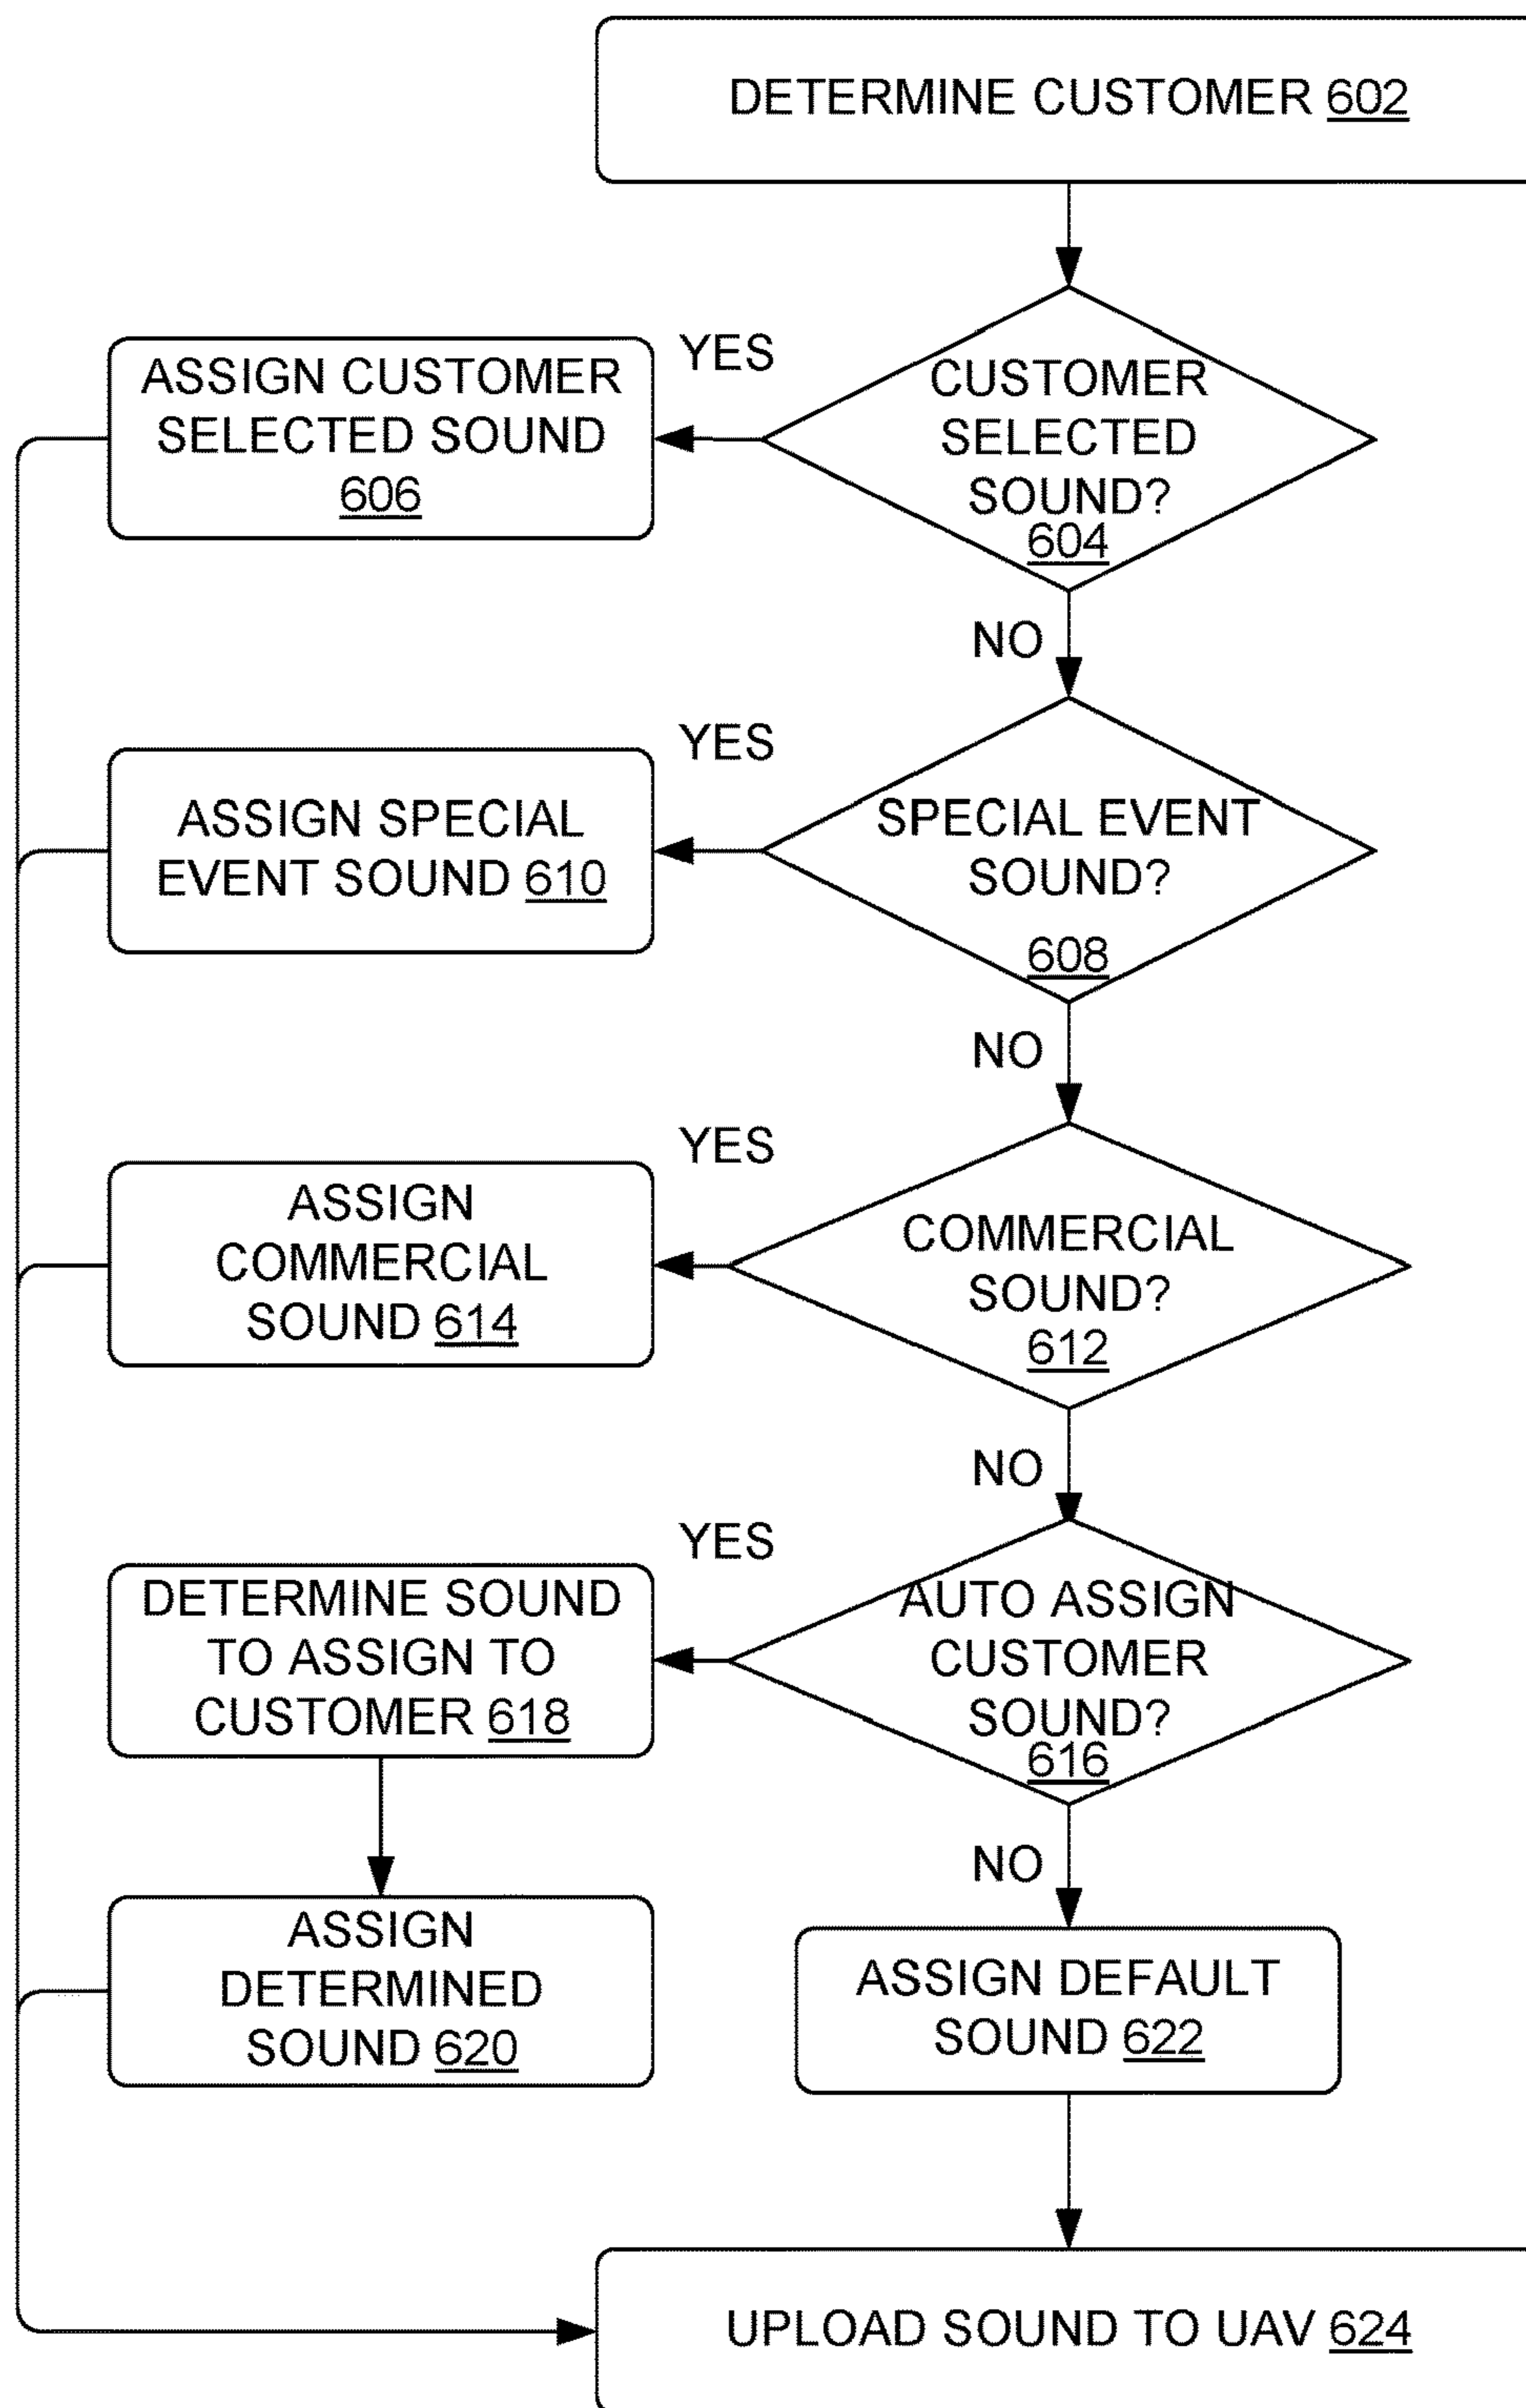 DETERMINE CUSTOMER 602
YES
CUSTOMER
SELECTED
SOUND?
604
ASSIGN CUSTOMER
SELECTED SOUND
606
NO
YES
SPECIAL EVENT
SOUND?
608
ASSIGN SPECIAL
EVENT SOUND 610
NO
YES
COMMERCIAL
SOUND?
612
ASSIGN
COMMERCIAL
SOUND 614
NO
YES
AUTO ASSIGN
CUSTOMER
SOUND?
616
DETERMINE SOUND
TO ASSIGN TO
CUSTOMER 618
NO
ASSIGN
DETERMINED
SOUND 620
ASSIGN DEFAULT
SOUND 622
UPLOAD SOUND TO UAV 624